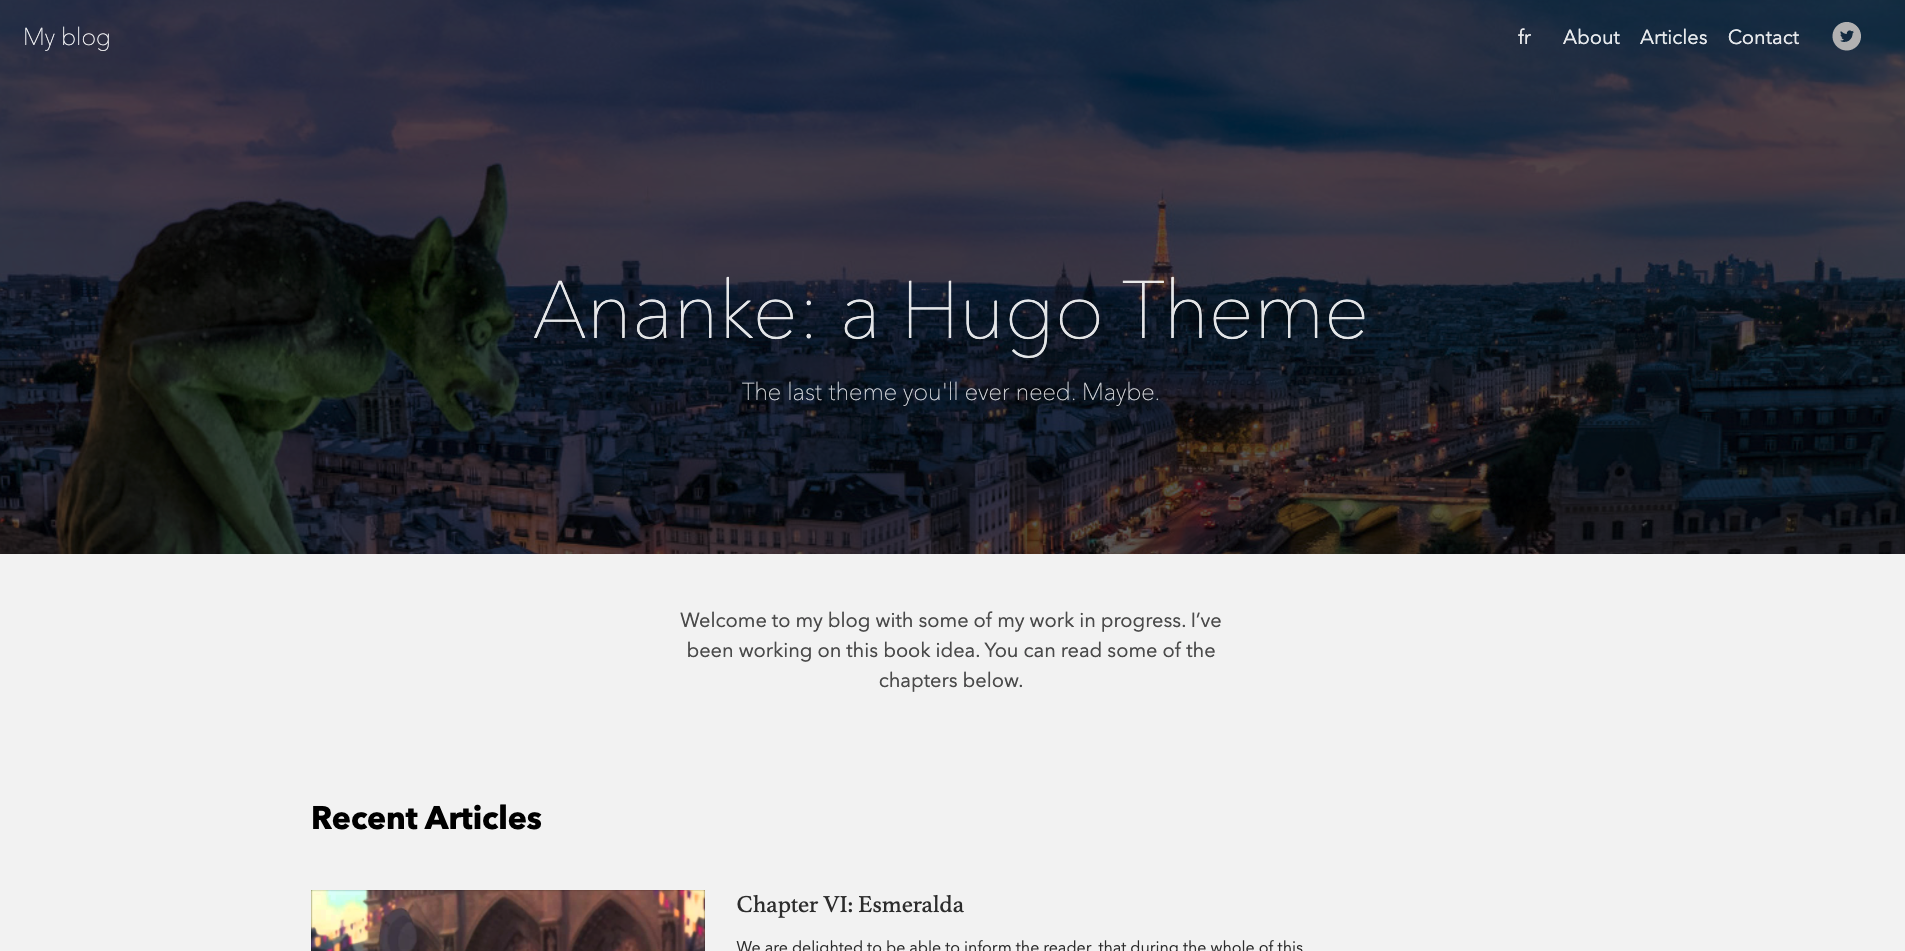 My blog
fr About Articles Contact
Ananke: a Hugo Theme
The last theme you'll ever need. Maybe.
Welcome to my blog with some of my work in progress. I’ve
been working on this book idea. You can read some of the
chapters below.
Recent Articles
Chapter VI: Esmeralda
We are delighted to be able to inform the reader, that during the whole of this